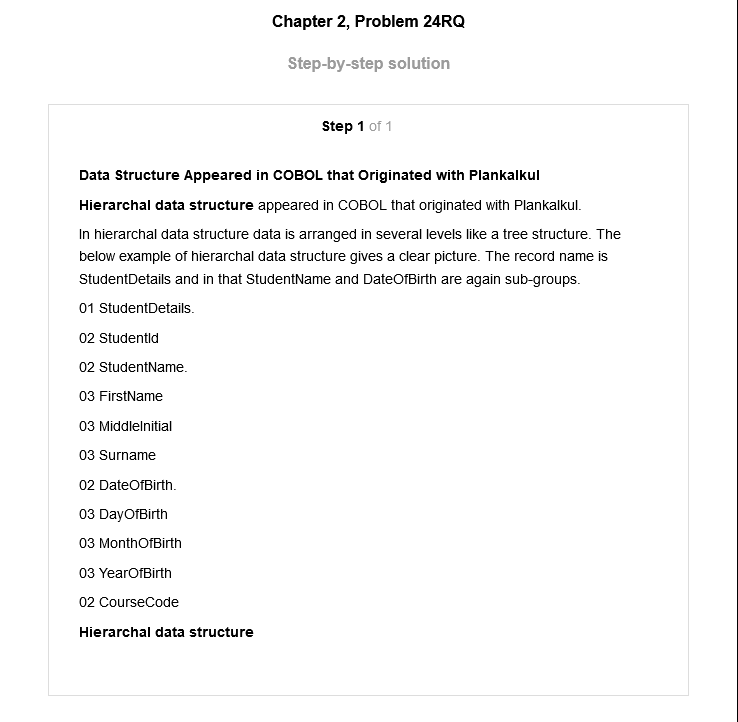 Chapter 2, Problem 24RQ
Step-by-step solution
Step 1 of 1
Data Structure Appeared in COBOL that Originated with Plankalkul
Hierarchal data structure appeared in COBOL that originated with Plankalkul.
In hierarchal data structure data is arranged in several levels like a tree structure. The
below example of hierarchal data structure gives a clear picture. The record name is
StudentDetails and in that StudentName and DateOfBirth are again sub-groups.
01 StudentDetails.
02 StudentId
02 StudentName.
03 FirstName
03 MiddleInitial
03 Surname
02 DateOfBirth.
03 DayOfBirth
03 MonthOfBirth
03 YearOfBirth
02 CourseCode
Hierarchal data structure